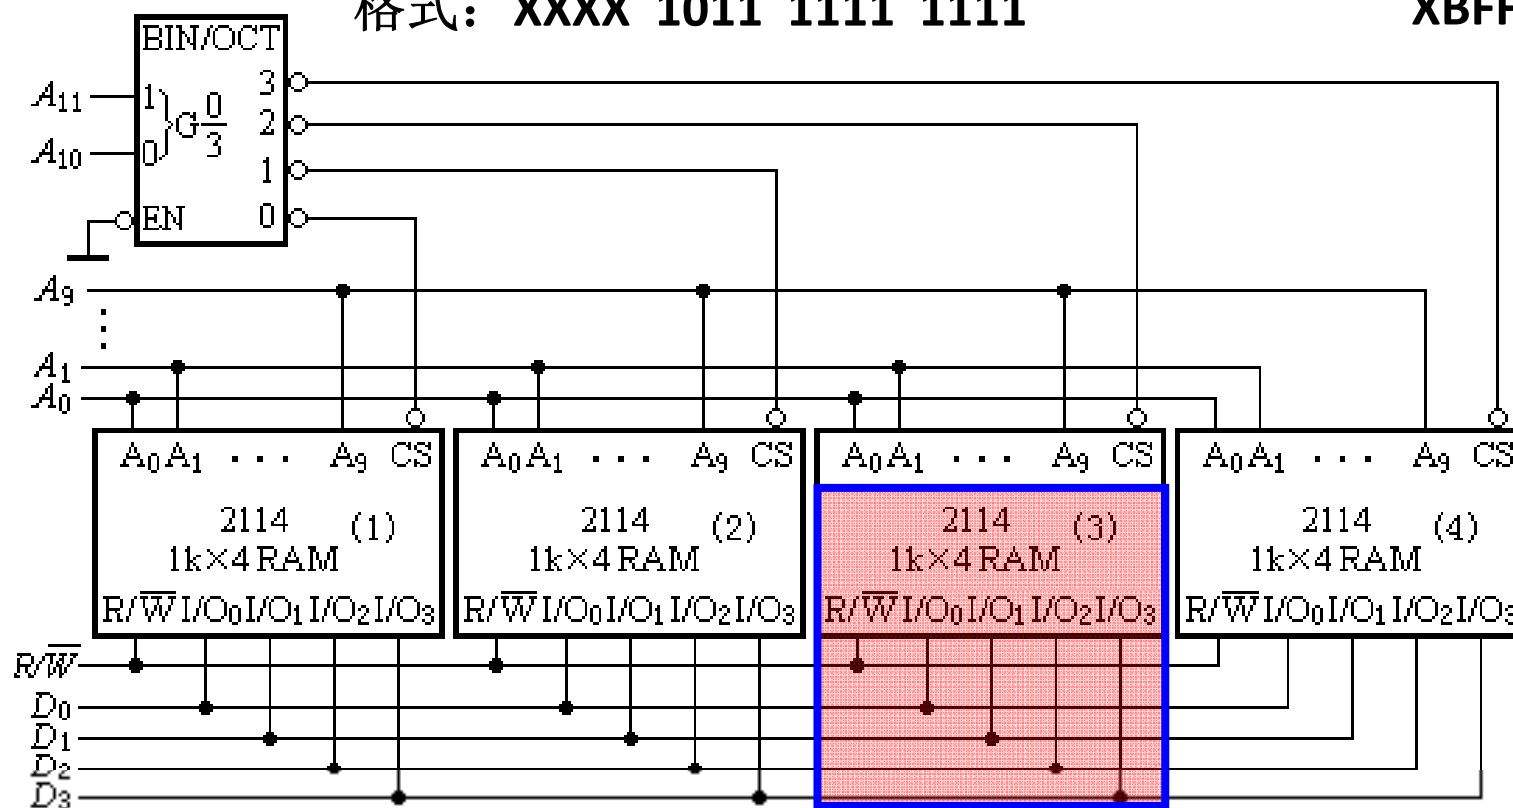 格式：XXXX 1011 1111 1111 XBFF
BIN/OCT
A₁₁ 1 G 0/3 3
A₁₀ 0 2
1
EN 0
A₉
⋮
A₁
A₀
A₀ A₁ ··· A₉ CS A₀ A₁ ··· A₉ CS A₀ A₁ ··· A₉ CS A₀ A₁ ··· A₉ CS
2114 (1) 2114 (2) 2114 (3) 2114 (4)
1k×4 RAM 1k×4 RAM 1k×4 RAM 1k×4 RAM
R/W̅ I/O₀ I/O₁ I/O₂ I/O₃ R/W̅ I/O₀ I/O₁ I/O₂ I/O₃ R/W̅ I/O₀ I/O₁ I/O₂ I/O₃ R/W̅ I/O₀ I/O₁ I/O₂ I/O₃
R/W̅
D₀
D₁
D₂
D₃